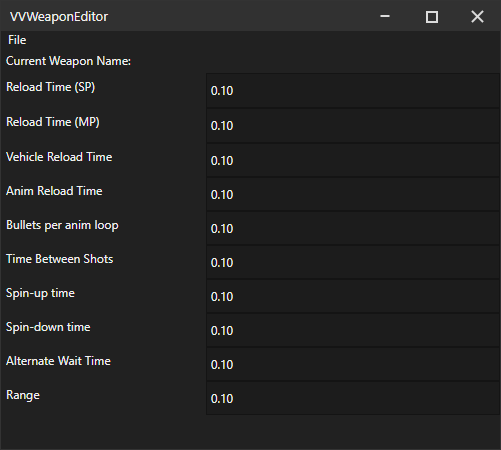 VVWeaponEditor
File
Current Weapon Name:
Reload Time (SP) 0.10
Reload Time (MP) 0.10
Vehicle Reload Time 0.10
Anim Reload Time 0.10
Bullets per anim loop 0.10
Time Between Shots 0.10
Spin-up time 0.10
Spin-down time 0.10
Alternate Wait Time 0.10
Range 0.10